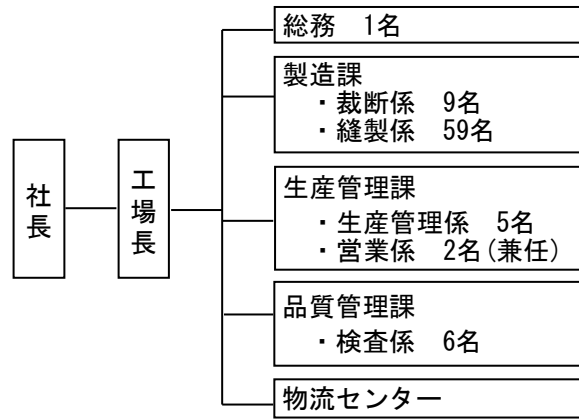 社長
工場長
総務 1名
製造課
・裁断係 9名
・縫製係 59名
生産管理課
・生産管理係 5名
・営業係 2名(兼任)
品質管理課
・検査係 6名
物流センター